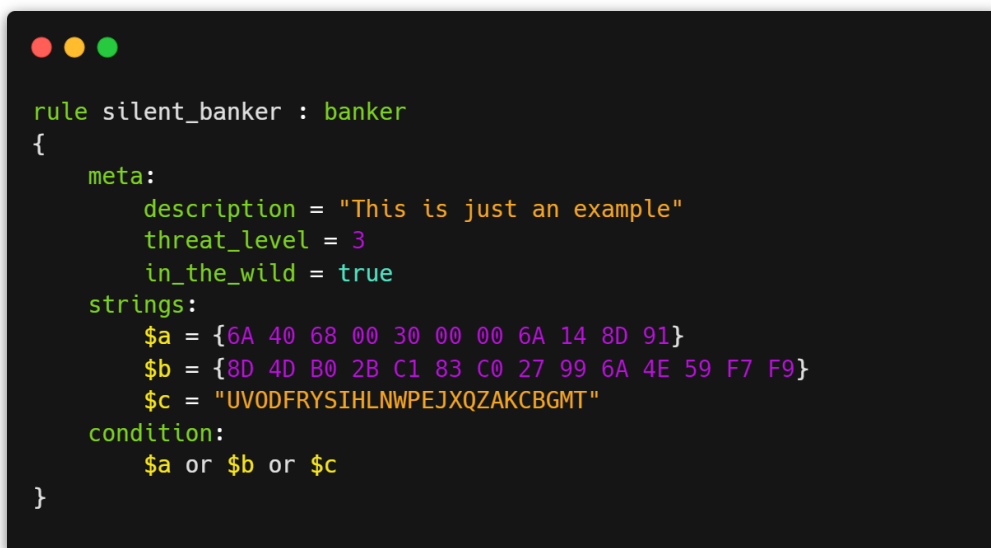 rule silent_banker : banker
{
    meta:
        description = "This is just an example"
        threat_level = 3
        in_the_wild = true
    strings:
        $a = {6A 40 68 00 30 00 00 6A 14 8D 91}
        $b = {8D 4D B0 2B C1 83 C0 27 99 6A 4E 59 F7 F9}
        $c = "UVODFRYSIHLNWPEJXQZAKCBGMT"
    condition:
        $a or $b or $c
}